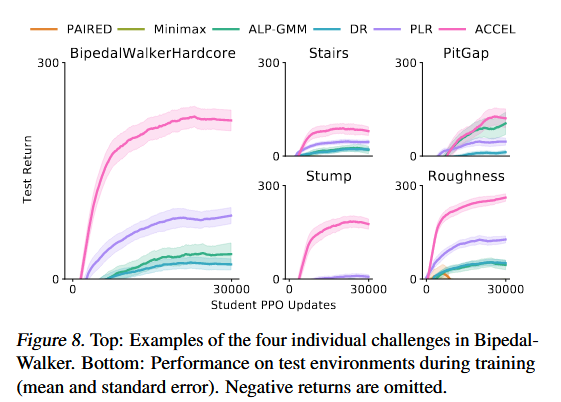 PAIRED Minimax ALP-GMM DR PLR ACCEL
BipedalWalkerHardcore
300
0
0 30000
Stairs
300
0
PitGap
300
0
Stump
300
0
0 30000
Roughness
300
0
0 30000
Test Return
Student PPO Updates
Figure 8. Top: Examples of the four individual challenges in Bipedal-
Walker. Bottom: Performance on test environments during training
(mean and standard error). Negative returns are omitted.